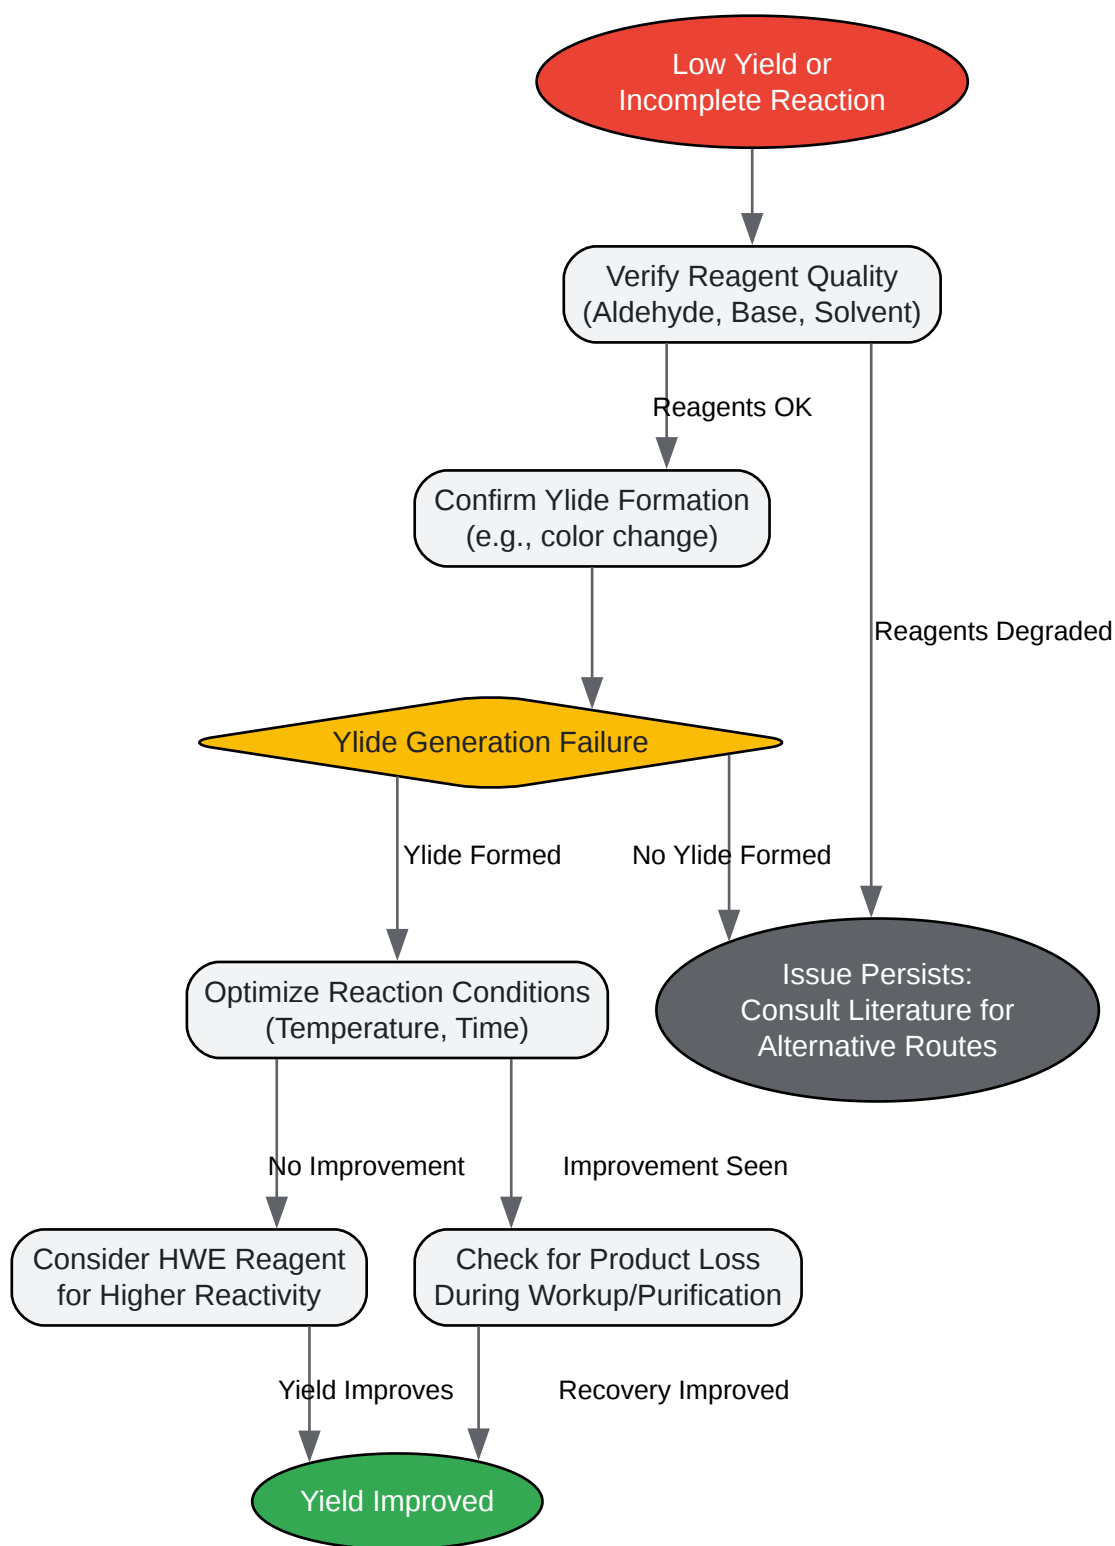 Low Yield or
Incomplete Reaction
Verify Reagent Quality
(Aldehyde, Base, Solvent)
Reagents OK
Confirm Ylide Formation
(e.g., color change)
Reagents Degraded
Ylide Generation Failure
Ylide Formed
No Ylide Formed
Issue Persists:
Consult Literature for
Alternative Routes
Optimize Reaction Conditions
(Temperature, Time)
No Improvement
Improvement Seen
Consider HWE Reagent
for Higher Reactivity
Check for Product Loss
During Workup/Purification
Yield Improves
Recovery Improved
Yield Improved